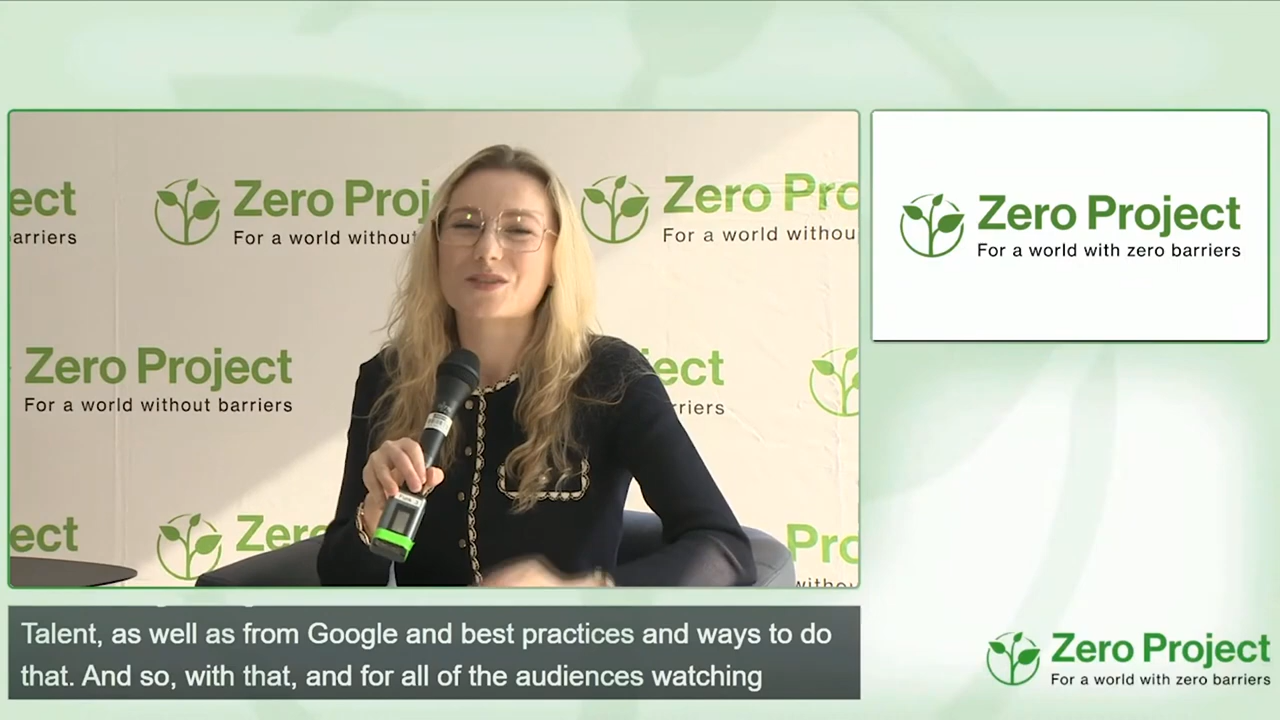 ect
arriers
Zero Proj
For a world without
Zero Pro
For a world withou
Zero Project
For a world without barriers
ect
rriers
ect
Zero
Pro
withou
Zero Project
For a world with zero barriers
Talent, as well as from Google and best practices and ways to do
that. And so, with that, and for all of the audiences watching
Zero Project
For a world with zero barriers